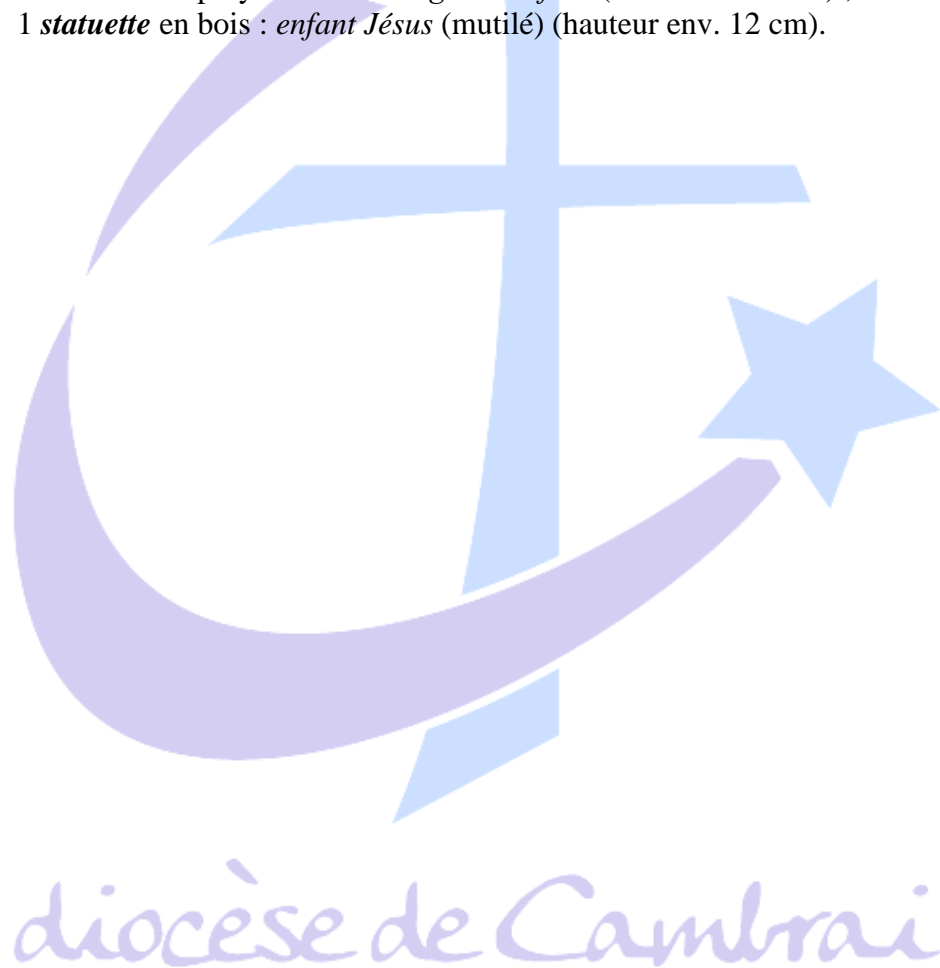 1 statuette en bois : enfant Jésus (mutilé) (hauteur env. 12 cm).
diocèse de Cambrai